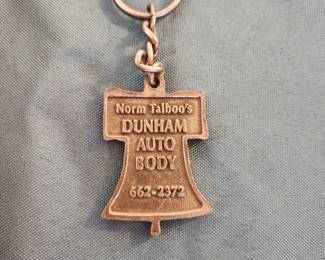 Norm Talboo's
DUNHAM
AUTO
BODY
662-2372